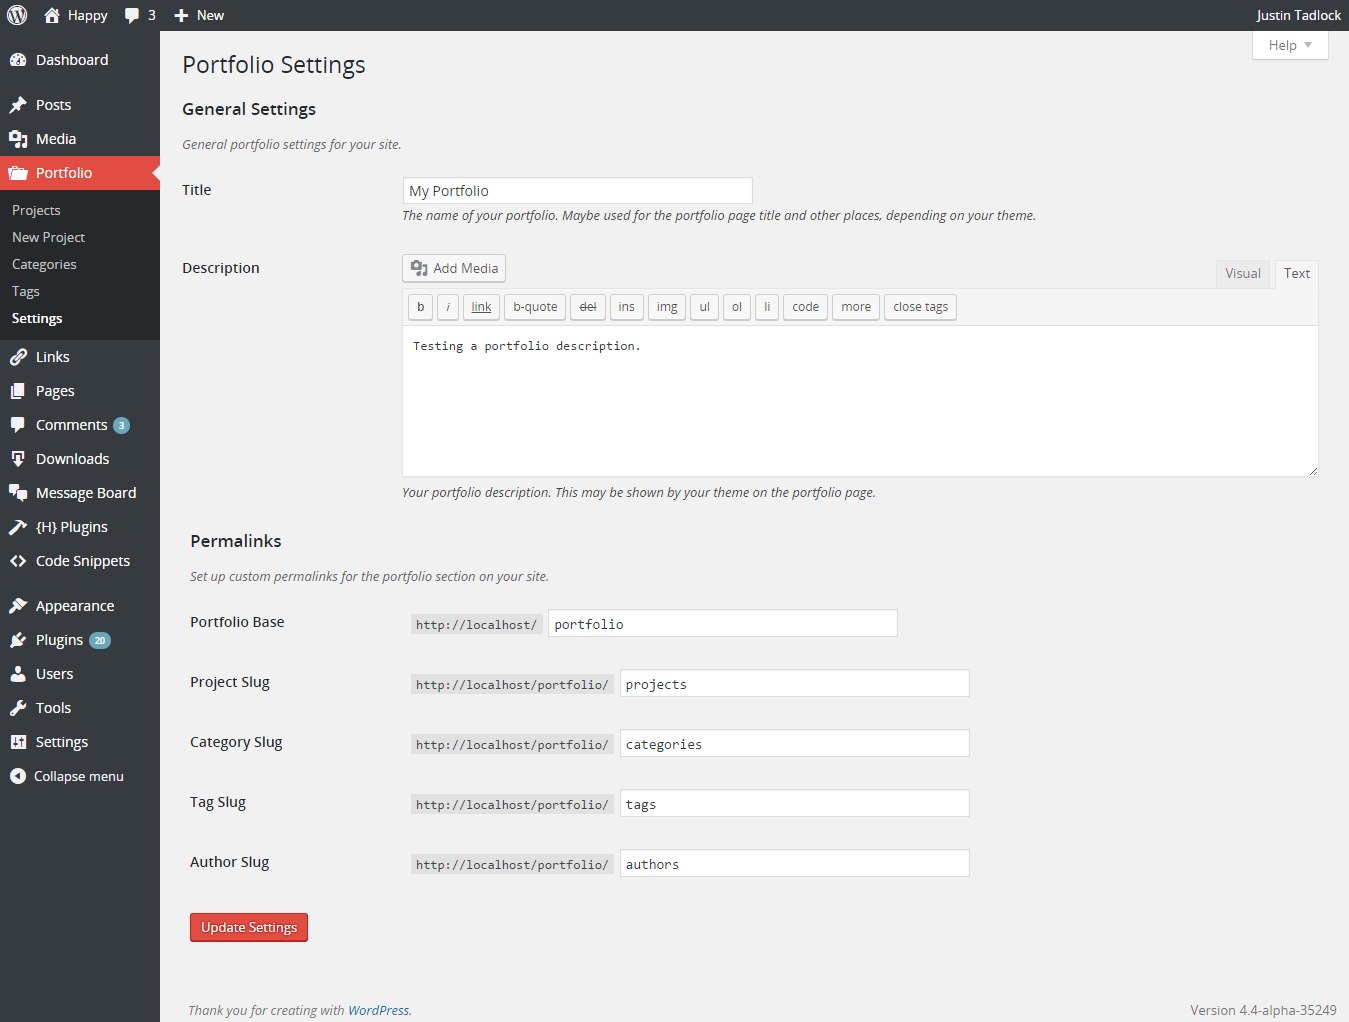 Happy 3 New Justin Tadlock
Help
Dashboard
Posts
Media
Portfolio
Projects
New Project
Categories
Tags
Settings
Links
Pages
Comments 3
Downloads
Message Board
{H} Plugins
Code Snippets
Appearance
Plugins 20
Users
Tools
Settings
Collapse menu
Portfolio Settings
General Settings
General portfolio settings for your site.
Title My Portfolio
The name of your portfolio. Maybe used for the portfolio page title and other places, depending on your theme.
Description Add Media Visual Text
b i link b-quote del ins img ul ol li code more close tags
Testing a portfolio description.
Your portfolio description. This may be shown by your theme on the portfolio page.
Permalinks
Set up custom permalinks for the portfolio section on your site.
Portfolio Base http://localhost/ portfolio
Project Slug http://localhost/portfolio/ projects
Category Slug http://localhost/portfolio/ categories
Tag Slug http://localhost/portfolio/ tags
Author Slug http://localhost/portfolio/ authors
Update Settings
Thank you for creating with WordPress. Version 4.4-alpha-35249